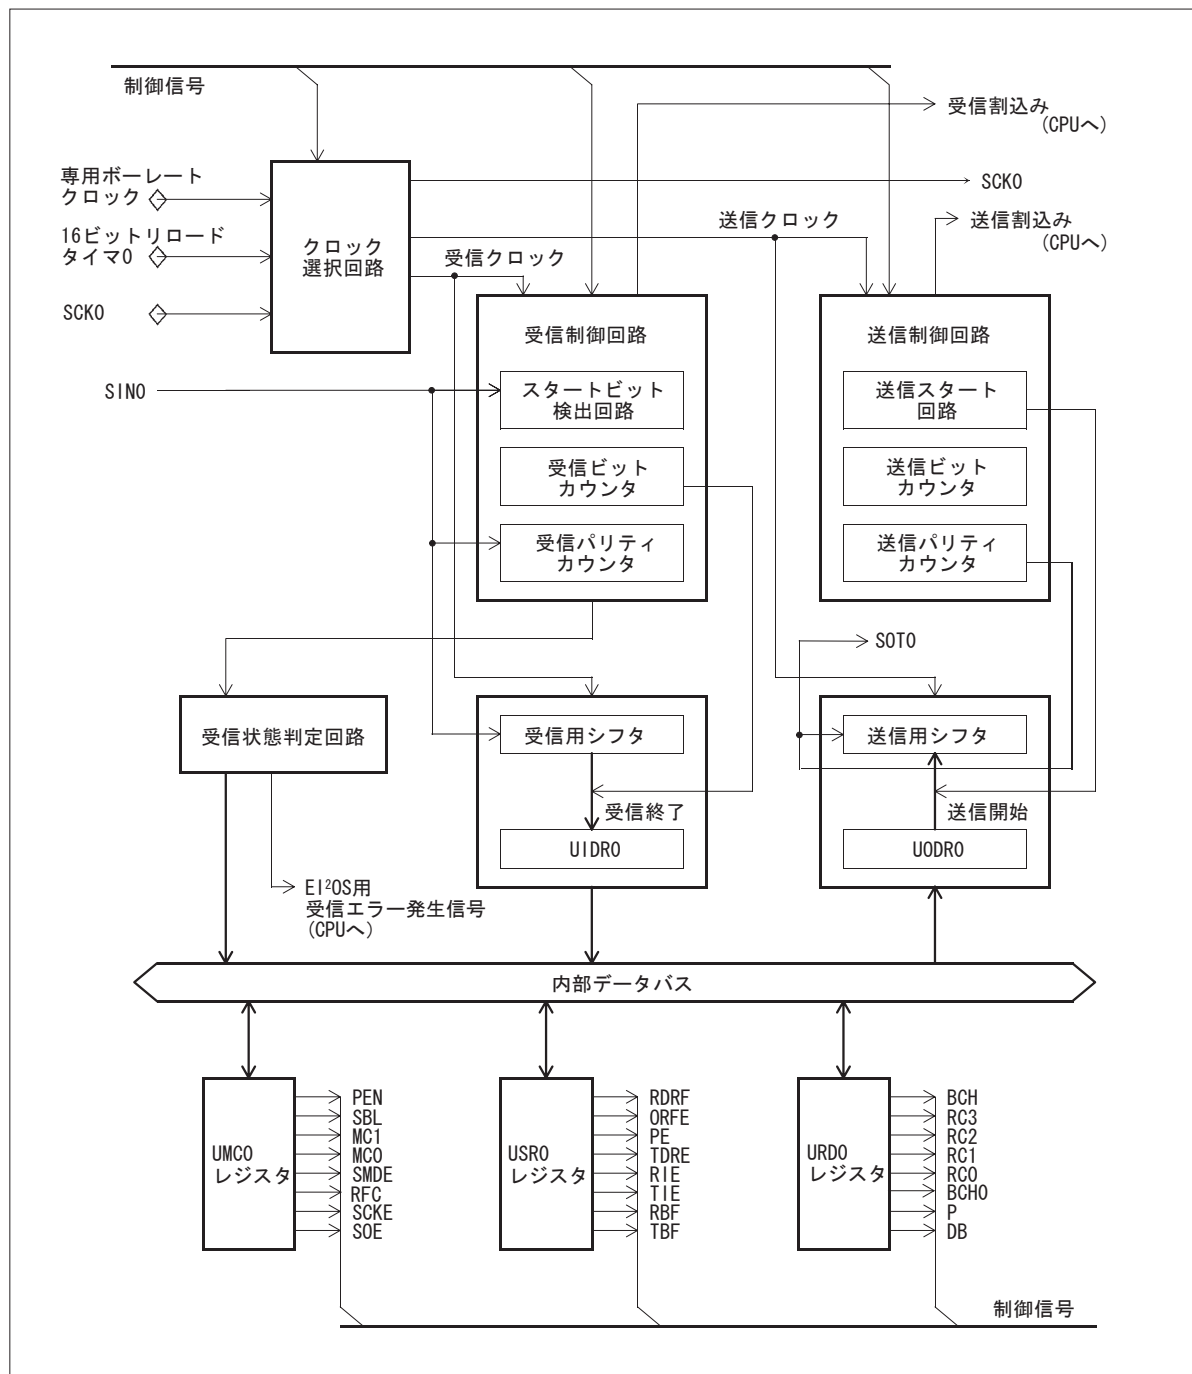 制御信号
受信割込み
(CPUへ)
専用ボーレート
クロック
SCK0
16ビットリロード
タイマ0
クロック
選択回路
送信クロック
送信割込み
(CPUへ)
受信クロック
SCK0
受信制御回路
送信制御回路
SIN0
スタートビット
検出回路
送信スタート
回路
受信ビット
カウンタ
送信ビット
カウンタ
受信パリティ
カウンタ
送信パリティ
カウンタ
SOT0
受信状態判定回路
受信用シフタ
送信用シフタ
受信終了
送信開始
UIDR0
UODR0
EI²OS用
受信エラー発生信号
(CPUへ)
内部データバス
UMC0
レジスタ
PEN
SBL
MC1
MC0
SMDE
RFC
SCKE
SOE
USR0
レジスタ
RDRF
ORFE
PE
TDRE
RIE
TIE
RBF
TBF
URD0
レジスタ
BCH
RC3
RC2
RC1
RC0
BCH0
P
DB
制御信号